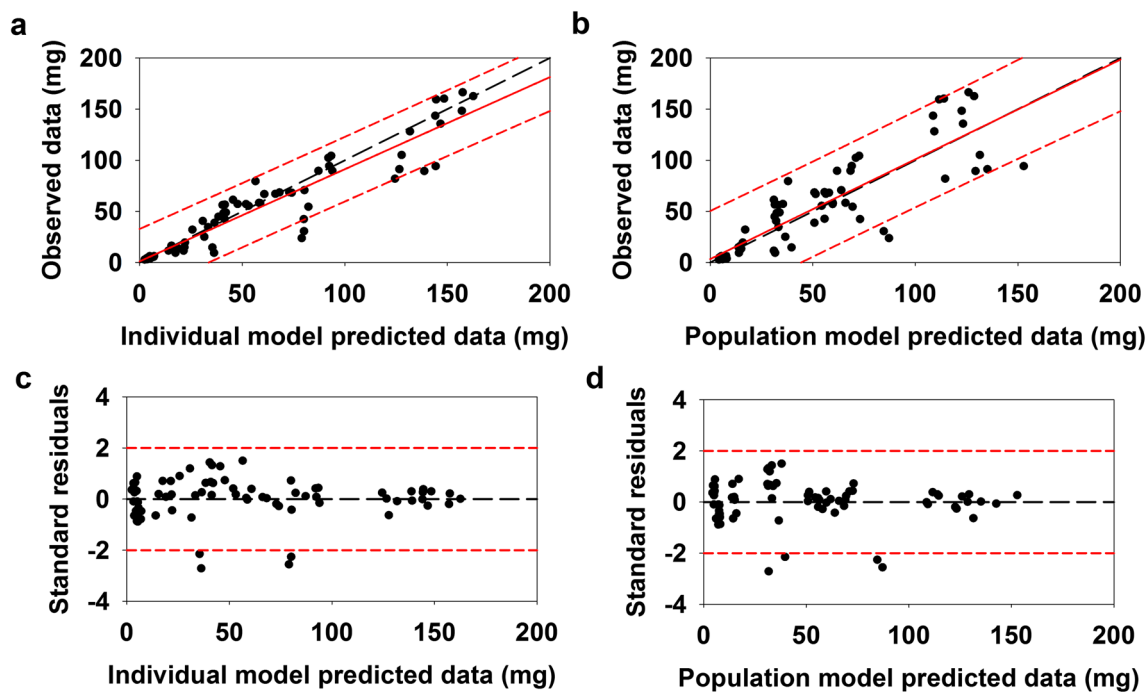 a
Observed data (mg)
200
150
100
50
0
0 50 100 150 200
Individual model predicted data (mg)
b
Observed data (mg)
200
150
100
50
0
0 50 100 150 200
Population model predicted data (mg)
c
Standard residuals
4
2
0
-2
-4
0 50 100 150 200
Individual model predicted data (mg)
d
Standard residuals
4
2
0
-2
-4
0 50 100 150 200
Population model predicted data (mg)